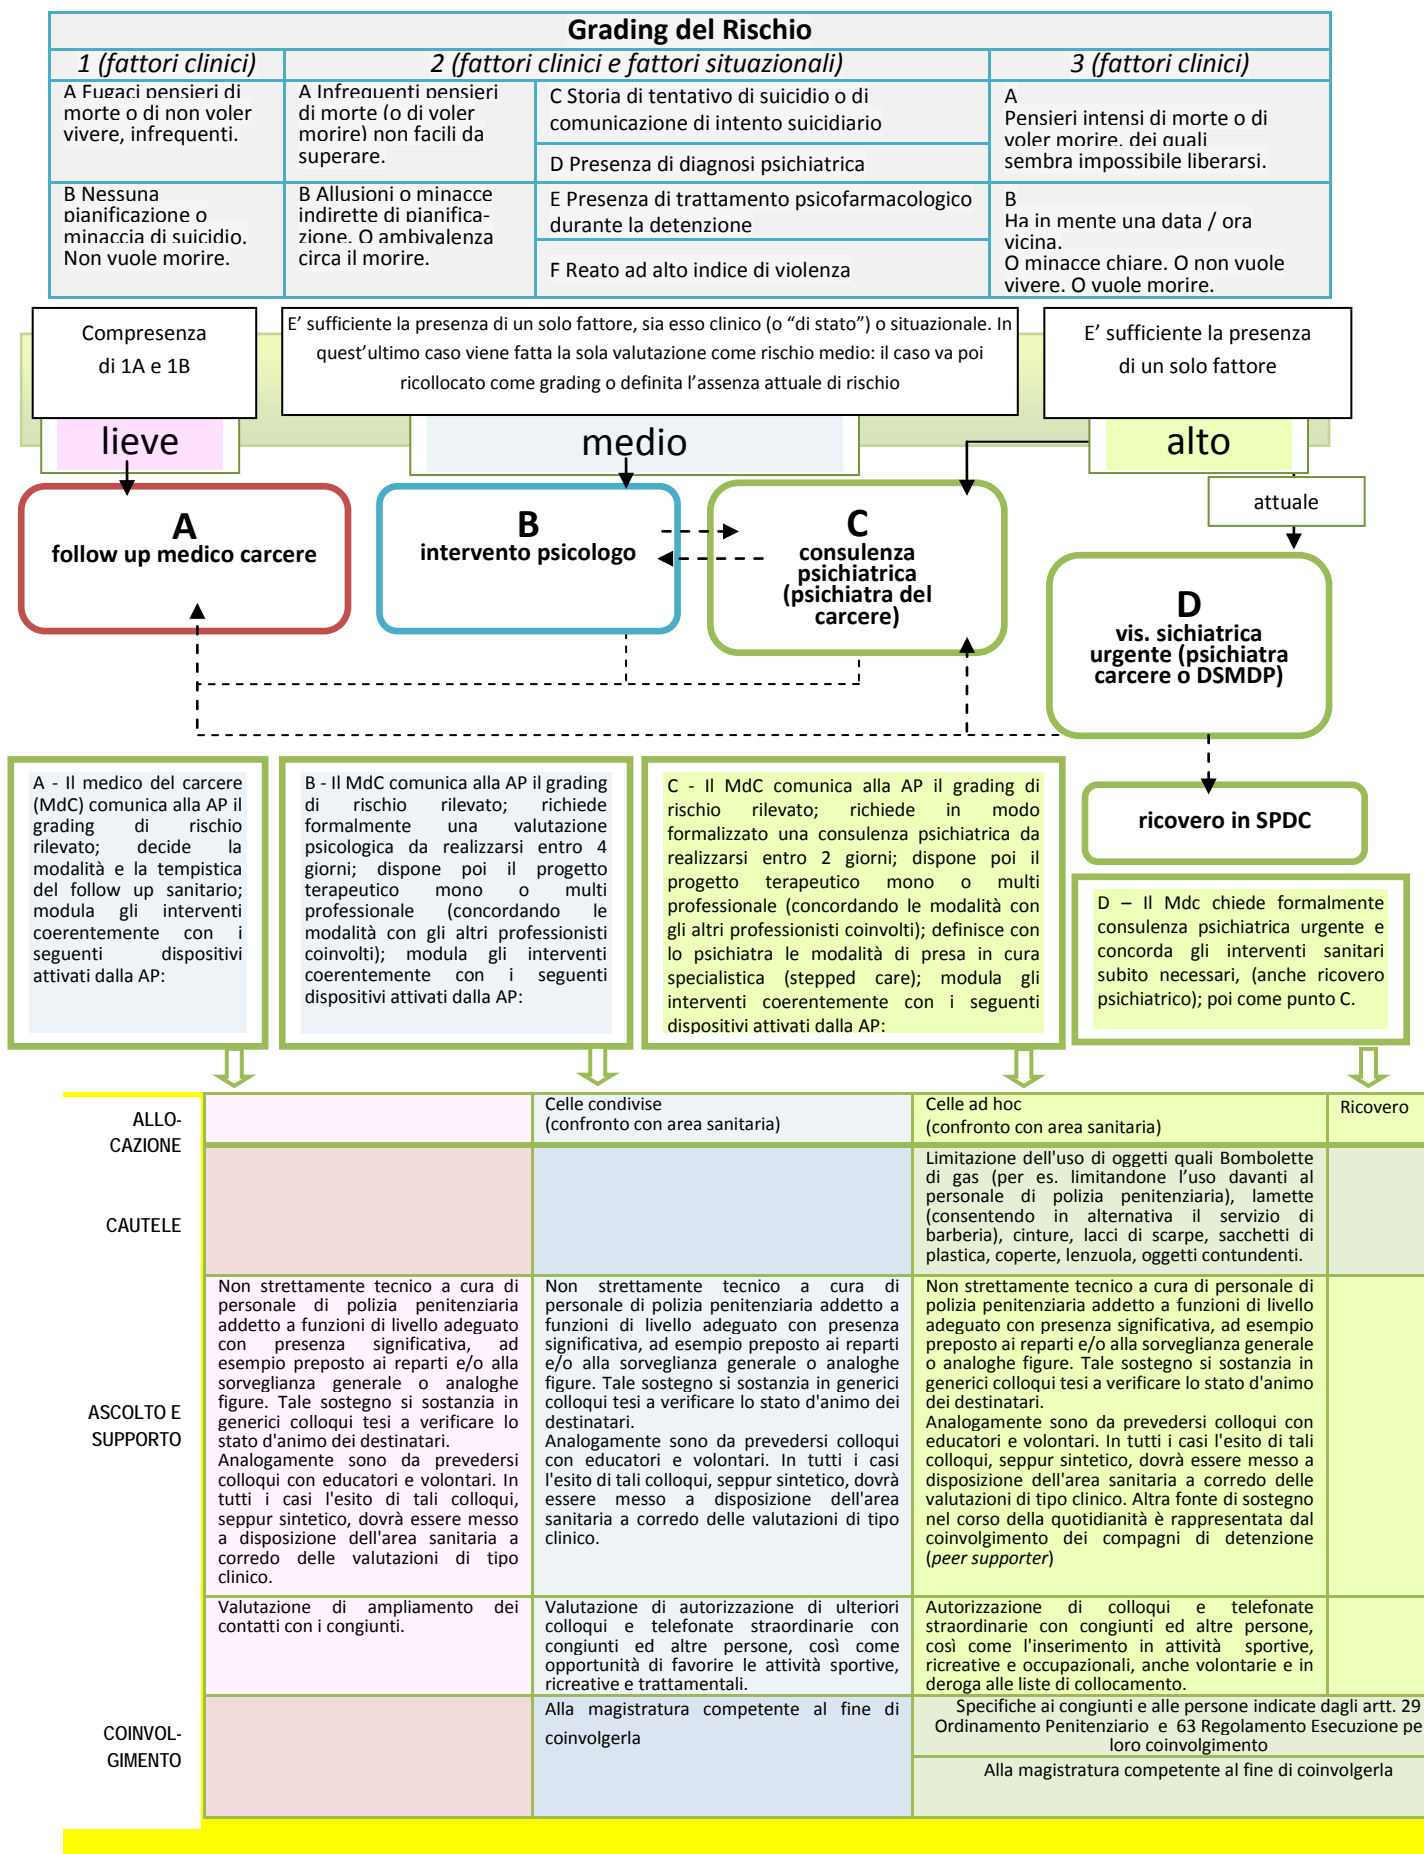 Grading del Rischio
1 (fattori clinici)
2 (fattori clinici e fattori situazionali)
3 (fattori clinici)
A Fugaci pensieri di
morte o di non voler
vivere, infrequenti.
A Infrequenti pensieri
di morte (o di voler
morire) non facili da
superare.
C Storia di tentativo di suicidio o di
comunicazione di intento suicidiario
D Presenza di diagnosi psichiatrica
A
Pensieri intensi di morte o di
voler morire, dei quali
sembra impossibile liberarsi.
B Nessuna
pianificazione o
minaccia di suicidio.
Non vuole morire.
B Allusioni o minacce
indirette di pianifica-
zione. O ambivalenza
circa il morire.
E Presenza di trattamento psicofarmacologico
durante la detenzione
F Reato ad alto indice di violenza
B
Ha in mente una data / ora
vicina.
O minacce chiare. O non vuole
vivere. O vuole morire.
Compresenza
di 1A e 1B
E’ sufficiente la presenza di un solo fattore, sia esso clinico (o “di stato”) o situazionale. In
quest’ultimo caso viene fatta la sola valutazione come rischio medio: il caso va poi
ricollocato come grading o definita l’assenza attuale di rischio
E’ sufficiente la presenza
di un solo fattore
lieve
medio
alto
attuale
A
follow up medico carcere
B
intervento psicologo
C
consulenza
psichiatrica
(psichiatra del
carcere)
D
vis. sichiatrica
urgente (psichiatra
carcere o DSMDP)
ricovero in SPDC
A - Il medico del carcere
(MdC) comunica alla AP il
grading di rischio
rilevato; decide la
modalità e la tempistica
del follow up sanitario;
modula gli interventi
coerentemente con i
seguenti dispositivi
attivati dalla AP:
B - Il MdC comunica alla AP il grading
di rischio rilevato; richiede
formalmente una valutazione
psicologica da realizzarsi entro 4
giorni; dispone poi il progetto
terapeutico mono o multi
professionale (concordando le
modalità con gli altri professionisti
coinvolti); modula gli interventi
coerentemente con i seguenti
dispositivi attivati dalla AP:
C - Il MdC comunica alla AP il grading di
rischio rilevato; richiede in modo
formalizzato una consulenza psichiatrica da
realizzarsi entro 2 giorni; dispone poi il
progetto terapeutico mono o multi
professionale (concordando le modalità con
gli altri professionisti coinvolti); definisce con
lo psichiatra le modalità di presa in cura
specialistica (stepped care); modula gli
interventi coerentemente con i seguenti
dispositivi attivati dalla AP:
D – Il Mdc chiede formalmente
consulenza psichiatrica urgente e
concorda gli interventi sanitari
subito necessari, (anche ricovero
psichiatrico); poi come punto C.
ALLO-
CAZIONE
Celle condivise
(confronto con area sanitaria)
Celle ad hoc
(confronto con area sanitaria)
Ricovero
CAUTELE
Limitazione dell'uso di oggetti quali Bombolette
di gas (per es. limitandone l’uso davanti al
personale di polizia penitenziaria), lamette
(consentendo in alternativa il servizio di
barberia), cinture, lacci di scarpe, sacchetti di
plastica, coperte, lenzuola, oggetti contundenti.
ASCOLTO E
SUPPORTO
Non strettamente tecnico a cura di
personale di polizia penitenziaria
addetto a funzioni di livello adeguato
con presenza significativa, ad
esempio preposto ai reparti e/o alla
sorveglianza generale o analoghe
figure. Tale sostegno si sostanzia in
generici colloqui tesi a verificare lo
stato d'animo dei destinatari.
Analogamente sono da prevedersi
colloqui con educatori e volontari. In
tutti i casi l'esito di tali colloqui,
seppur sintetico, dovrà essere messo
a disposizione dell'area sanitaria a
corredo delle valutazioni di tipo
clinico.
Non strettamente tecnico a cura di
personale di polizia penitenziaria addetto a
funzioni di livello adeguato con presenza
significativa, ad esempio preposto ai reparti
e/o alla sorveglianza generale o analoghe
figure. Tale sostegno si sostanzia in generici
colloqui tesi a verificare lo stato d'animo dei
destinatari.
Analogamente sono da prevedersi colloqui
con educatori e volontari. In tutti i casi
l'esito di tali colloqui, seppur sintetico, dovrà
essere messo a disposizione dell'area
sanitaria a corredo delle valutazioni di tipo
clinico.
Non strettamente tecnico a cura di personale di
polizia penitenziaria addetto a funzioni di livello
adeguato con presenza significativa, ad esempio
preposto ai reparti e/o alla sorveglianza generale
o analoghe figure. Tale sostegno si sostanzia in
generici colloqui tesi a verificare lo stato d'animo
dei destinatari.
Analogamente sono da prevedersi colloqui con
educatori e volontari. In tutti i casi l'esito di tali
colloqui, seppur sintetico, dovrà essere messo a
disposizione dell'area sanitaria a corredo delle
valutazioni di tipo clinico. Altra fonte di sostegno
nel corso della quotidianità è rappresentata dal
coinvolgimento dei compagni di detenzione
(peer supporter)
Valutazione di ampliamento dei
contatti con i congiunti.
Valutazione di autorizzazione di ulteriori
colloqui e telefonate straordinarie con
congiunti ed altre persone, così come
opportunità di favorire le attività sportive,
ricreative e trattamentali.
Autorizzazione di colloqui e telefonate
straordinarie con congiunti ed altre persone,
così come l'inserimento in attività sportive,
ricreative e occupazionali, anche volontarie e in
deroga alle liste di collocamento.
COINVOL-
GIMENTO
Alla magistratura competente al fine di
coinvolgerla
Specifiche ai congiunti e alle persone indicate dagli artt. 29
Ordinamento Penitenziario e 63 Regolamento Esecuzione pe
loro coinvolgimento
Alla magistratura competente al fine di coinvolgerla